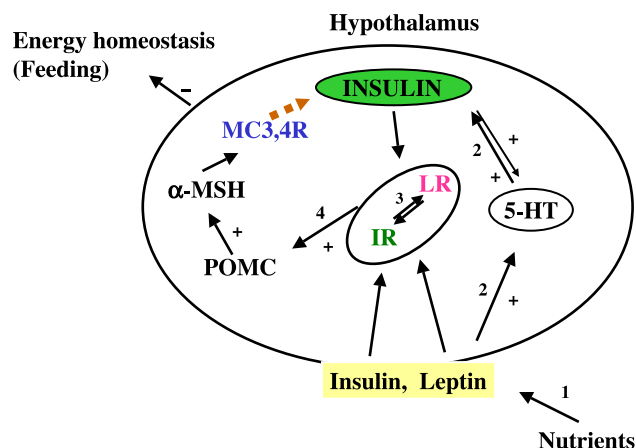 Hypothalamus
Energy homeostasis
(Feeding)
–
INSULIN
MC3,4R
2
+
+
α-MSH
LR
3
IR
5-HT
4
+
+
POMC
2
+
Insulin, Leptin
1
Nutrients